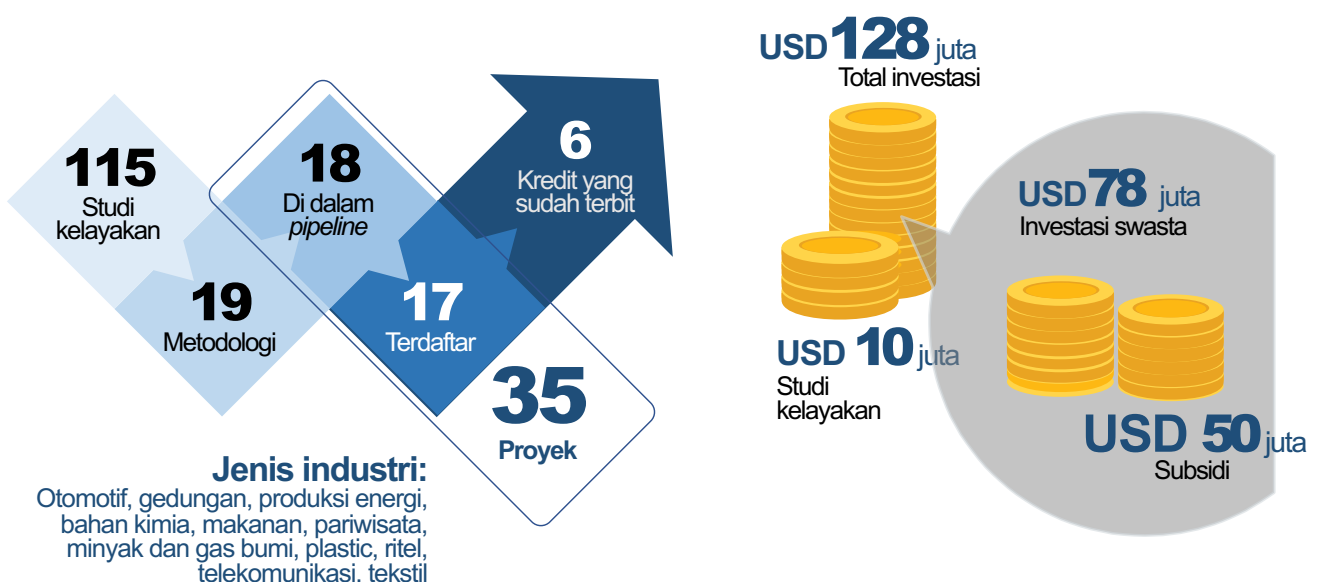 115
Studi
kelayakan
19
Metodologi
18
Di dalam
pipeline
17
Terdaftar
6
Kredit yang
sudah terbit
35
Proyek
Jenis industri:
Otomotif, gedungan, produksi energi,
bahan kimia, makanan, pariwisata,
minyak dan gas bumi, plastic, ritel,
telekomunikasi, tekstil
USD 128 juta
Total investasi
USD 10 juta
Studi
kelayakan
USD 78 juta
Investasi swasta
USD 50 juta
Subsidi